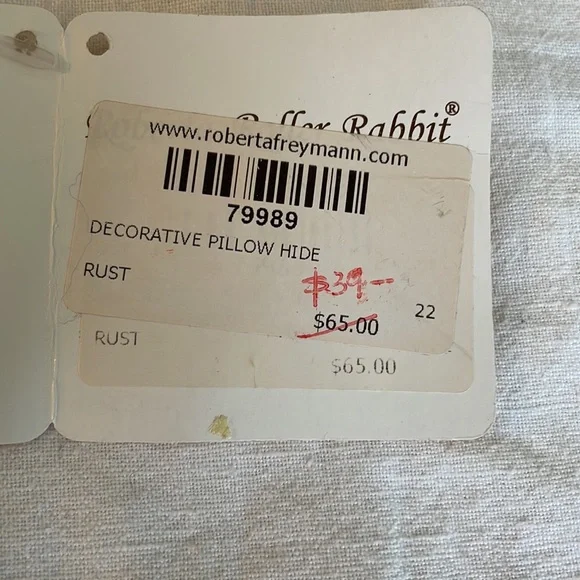 Roller Rabbit®
www.robertafreymann.com
79989
DECORATIVE PILLOW HIDE
RUST
$39--
$65.00 22
RUST
$65.00